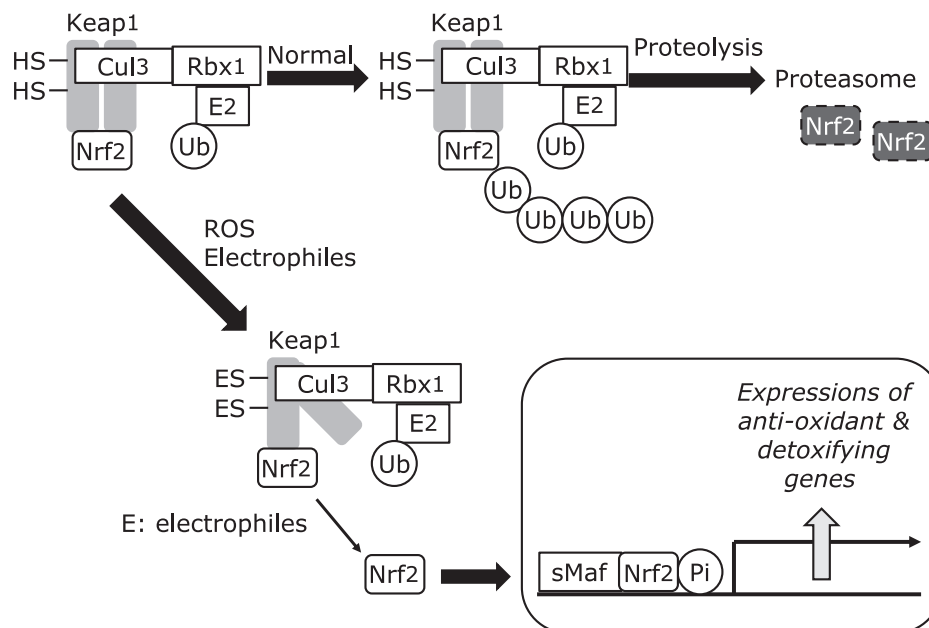 Keap1
HS
HS
Cul3
Rbx1
E2
Ub
Nrf2
Normal
Keap1
HS
HS
Cul3
Rbx1
E2
Ub
Nrf2
Ub
Ub
Ub
Ub
Proteolysis
Proteasome
Nrf2
Nrf2
ROS
Electrophiles
Keap1
ES
ES
Cul3
Rbx1
E2
Ub
Nrf2
E: electrophiles
Nrf2
Expressions of
anti-oxidant &
detoxifying
genes
sMaf
Nrf2
Pi